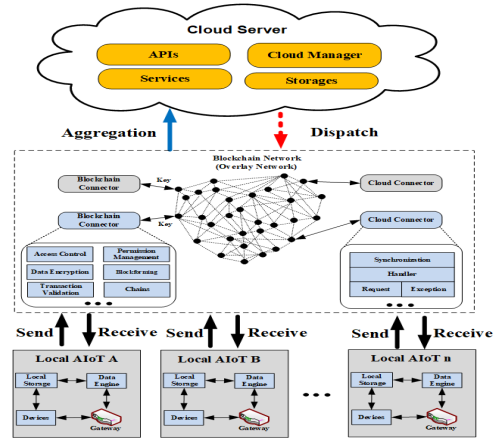 Cloud Server
APIs
Cloud Manager
Services
Storages
Aggregation
Dispatch
Blockchain Network
(Overlay Network)
Blockchain
Connector
Key
Cloud Connector
Blockchain
Connector
Key
Cloud Connector
Access Control
Permission
Management
Data Encryption
Blockforming
Transaction
Validation
Chains
Synchronization
Handler
Request
Exception
Send
Receive
Send
Receive
Send
Receive
Local AIoT A
Local
Storage
Data
Engine
Devices
Gateway
Local AIoT B
Local
Storage
Data
Engine
Devices
Gateway
Local AIoT n
Local
Storage
Data
Engine
Devices
Gateway